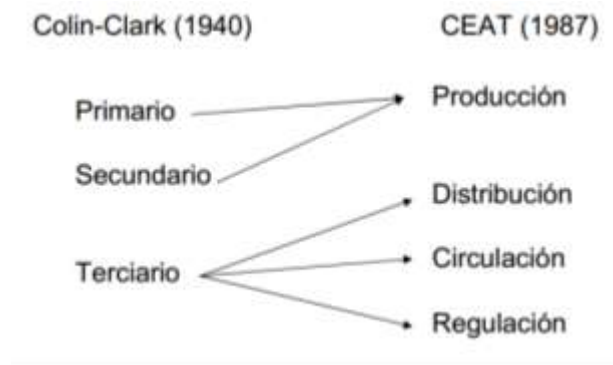 Colin-Clark (1940)
CEAT (1987)
Primario
Producción
Secundario
Distribución
Terciario
Circulación
Regulación